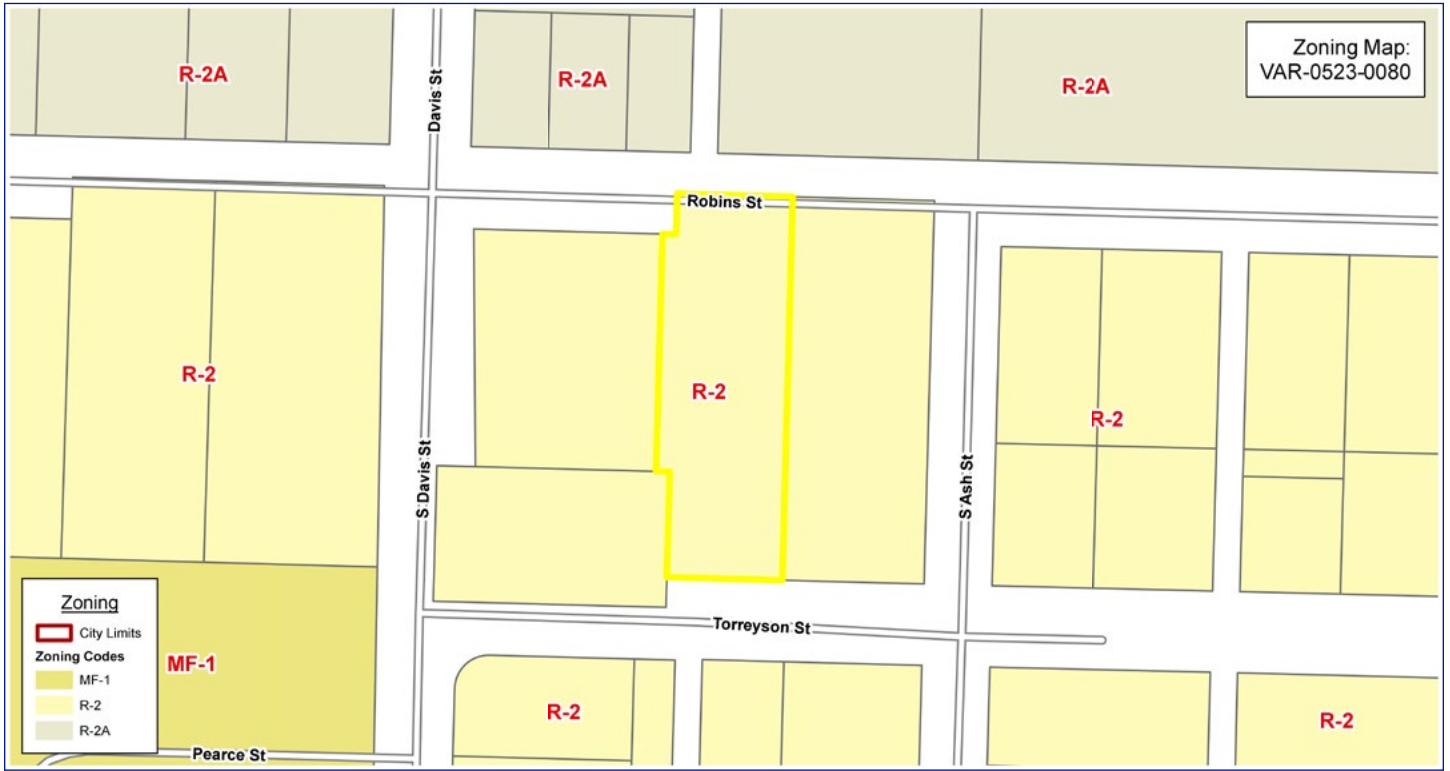 Zoning Map:
VAR-0523-0080
R-2A
R-2A
R-2A
Davis St
Robins St
R-2
R-2
R-2
S Davis St
S Ash St
Torreyson St
MF-1
R-2
R-2
Pearce St
Zoning
City Limits
Zoning Codes
MF-1
R-2
R-2A